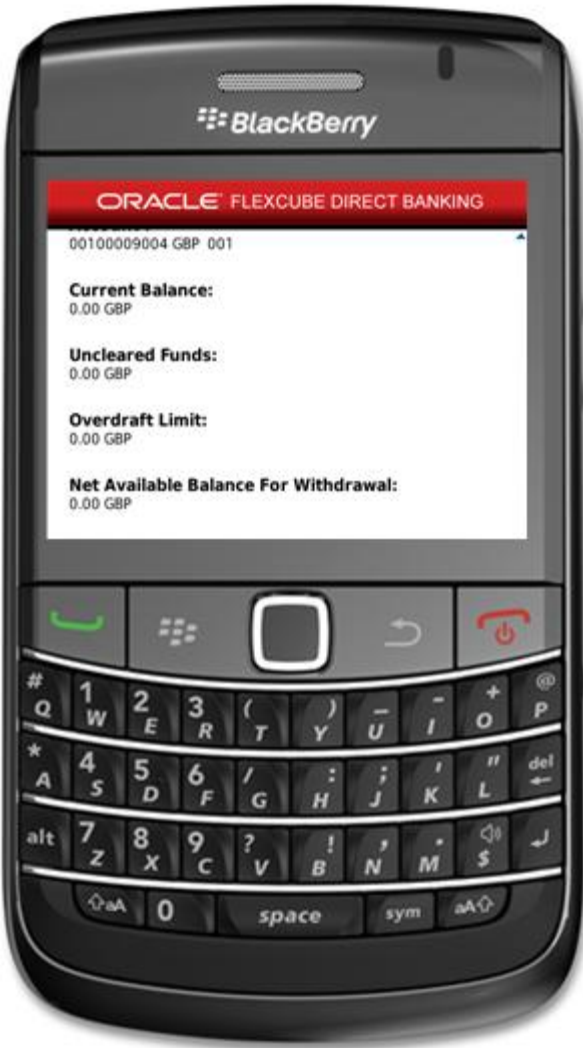 BlackBerry
ORACLE FLEXCUBE DIRECT BANKING
00100009004 GBP 001
Current Balance:
0.00 GBP
Uncleared Funds:
0.00 GBP
Overdraft Limit:
0.00 GBP
Net Available Balance For Withdrawal:
0.00 GBP
# 1 2 3 ( ) _ - + @
Q W E R T Y U I O P
* 4 5 6 / : ; ' " del
A S D F G H J K L
alt 7 8 9 ? ! , . $
Z X C V B N M
aA 0 space sym aA